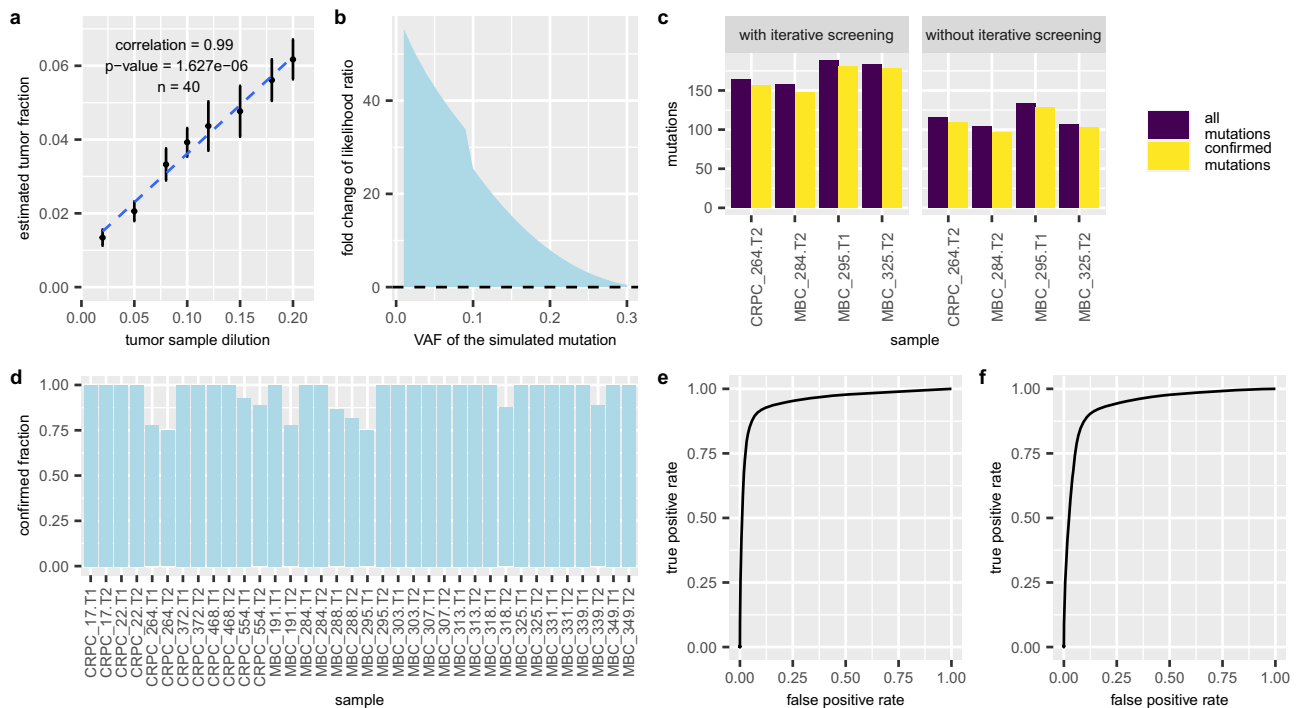 a
correlation = 0.99
p−value = 1.627e−06
n = 40
estimated tumor fraction
0.06
0.04
0.02
0.00
0.00 0.05 0.10 0.15 0.20
tumor sample dilution
b
fold change of likelihood ratio
40
20
0
0.0 0.1 0.2 0.3
VAF of the simulated mutation
c
with iterative screening
without iterative screening
mutations
150
100
50
0
CRPC_264.T2
MBC_284.T2
MBC_295.T1
MBC_325.T2
CRPC_264.T2
MBC_284.T2
MBC_295.T1
MBC_325.T2
sample
all
mutations
confirmed
mutations
d
confirmed fraction
1.00
0.75
0.50
0.25
0.00
CRPC_17.T1
CRPC_17.T2
CRPC_22.T1
CRPC_22.T2
CRPC_264.T1
CRPC_264.T2
CRPC_372.T1
CRPC_372.T2
CRPC_468.T1
CRPC_468.T2
CRPC_554.T1
CRPC_554.T2
MBC_191.T1
MBC_191.T2
MBC_284.T1
MBC_284.T2
MBC_288.T1
MBC_288.T2
MBC_295.T1
MBC_295.T2
MBC_303.T1
MBC_303.T2
MBC_307.T1
MBC_307.T2
MBC_313.T1
MBC_313.T2
MBC_318.T1
MBC_318.T2
MBC_325.T1
MBC_325.T2
MBC_331.T1
MBC_331.T2
MBC_339.T1
MBC_339.T2
MBC_349.T1
MBC_349.T2
sample
e
true positive rate
1.00
0.75
0.50
0.25
0.00
0.00 0.25 0.50 0.75 1.00
false positive rate
f
true positive rate
1.00
0.75
0.50
0.25
0.00
0.00 0.25 0.50 0.75 1.00
false positive rate